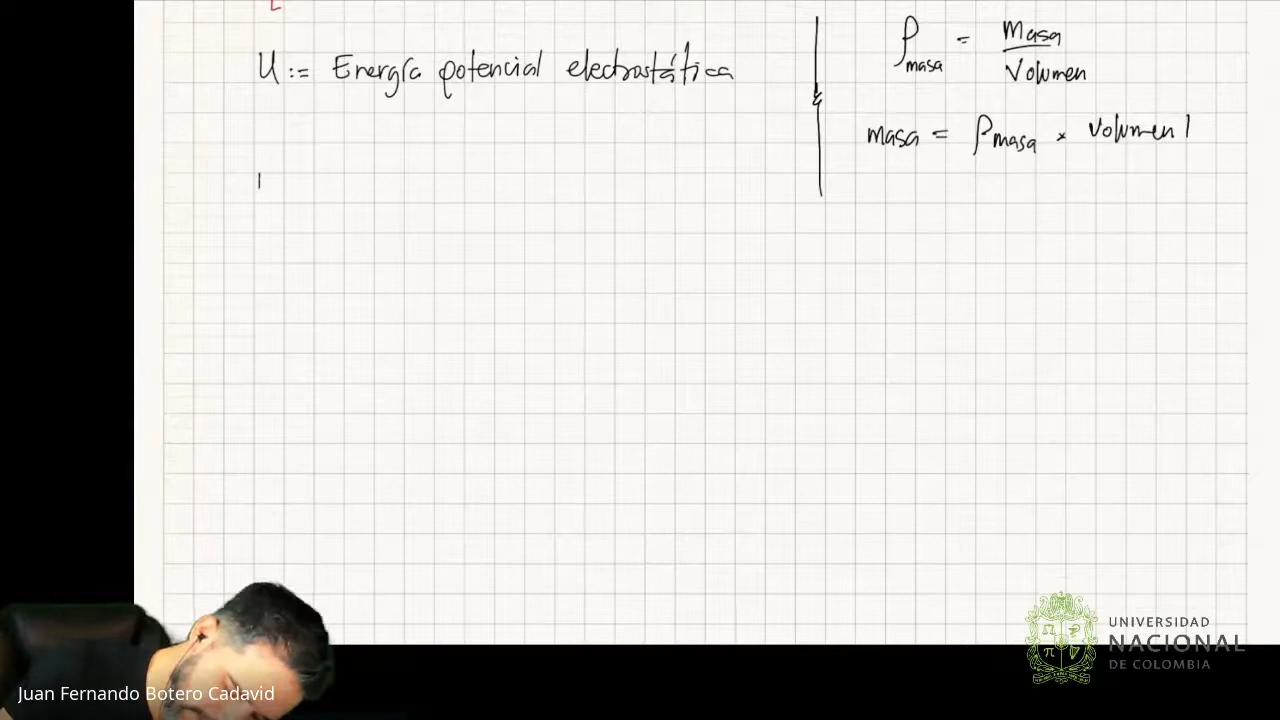 U := Energía potencial electrostática
ρmasa = Masa / Volumen
masa = ρmasa × Volumen
Juan Fernando Botero Cadavid
UNIVERSIDAD
NACIONAL
DE COLOMBIA